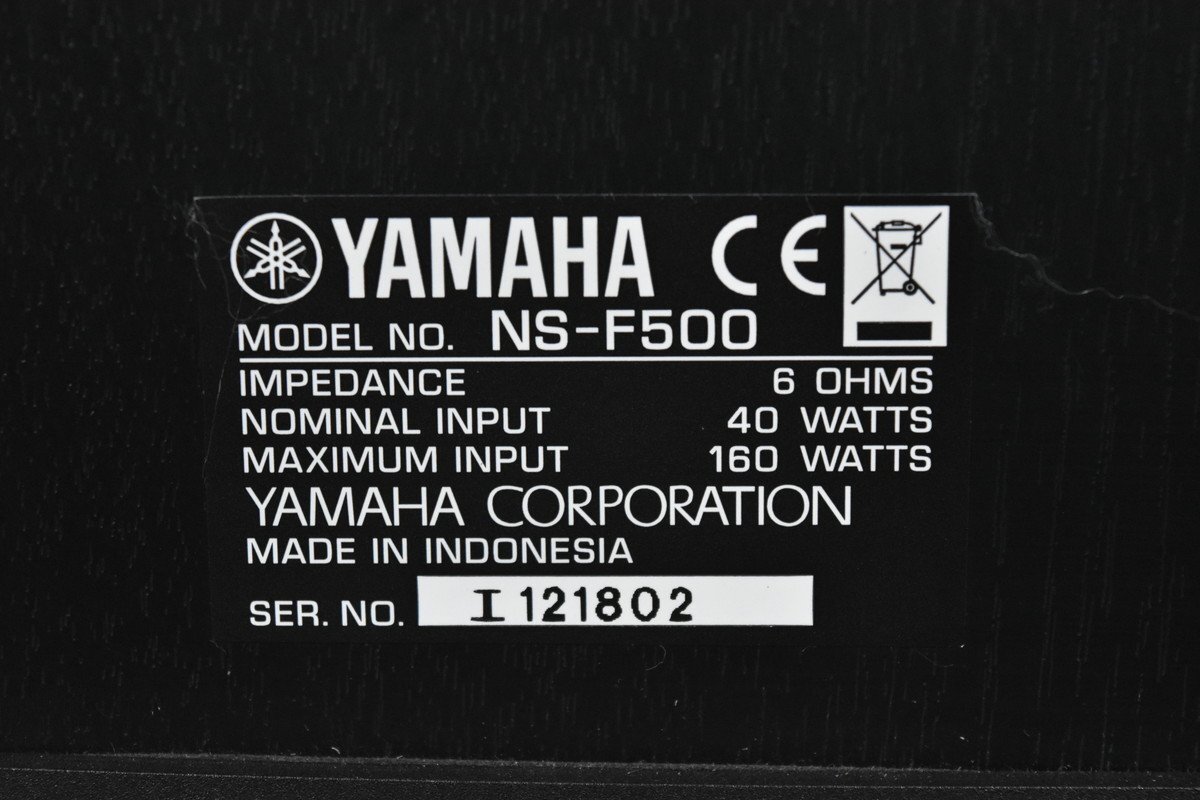 YAMAHA CE
MODEL NO. NS-F500
IMPEDANCE 6 OHMS
NOMINAL INPUT 40 WATTS
MAXIMUM INPUT 160 WATTS
YAMAHA CORPORATION
MADE IN INDONESIA
SER. NO. I 121802